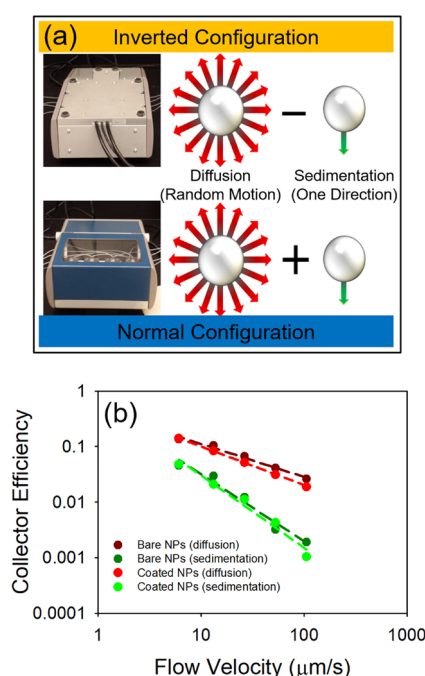 (a)
Inverted Configuration
Diffusion
(Random Motion)
Sedimentation
(One Direction)
Normal Configuration
(b)
Collector Efficiency
1
0.1
0.01
0.001
0.0001
Bare NPs (diffusion)
Bare NPs (sedimentation)
Coated NPs (diffusion)
Coated NPs (sedimentation)
1
10
100
1000
Flow Velocity (μm/s)